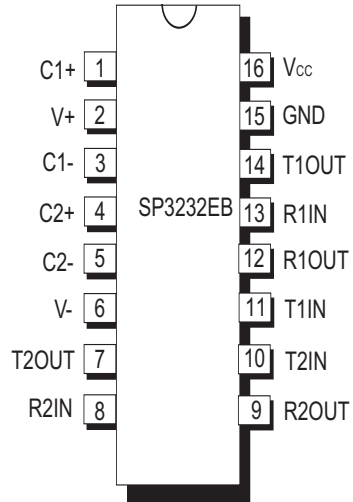 C1+ 1 16 Vcc
V+ 2 15 GND
C1- 3 14 T1OUT
C2+ 4 SP3232EB 13 R1IN
C2- 5 12 R1OUT
V- 6 11 T1IN
T2OUT 7 10 T2IN
R2IN 8 9 R2OUT